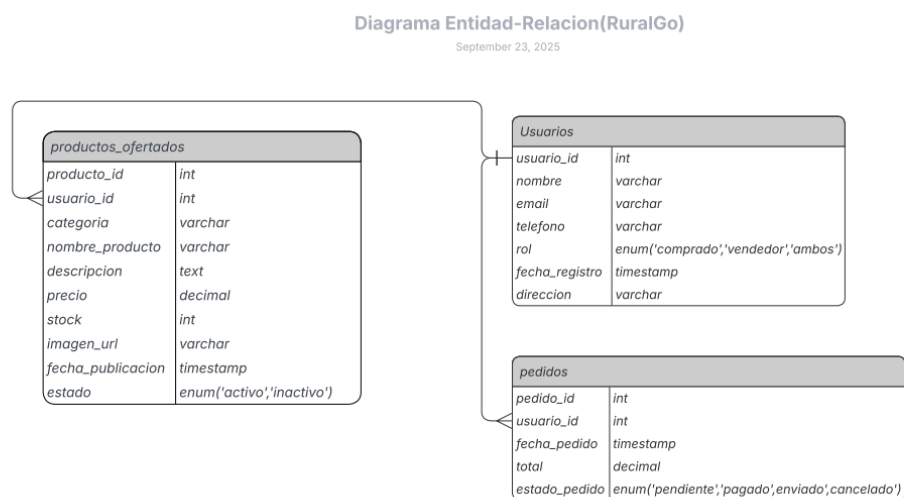 Diagrama Entidad-Relacion(RuralGo)
September 23, 2025
productos_ofertados
producto_id int
usuario_id int
categoria varchar
nombre_producto varchar
descripcion text
precio decimal
stock int
imagen_url varchar
fecha_publicacion timestamp
estado enum('activo','inactivo')
Usuarios
usuario_id int
nombre varchar
email varchar
telefono varchar
rol enum('comprado','vendedor','ambos')
fecha_registro timestamp
direccion varchar
pedidos
pedido_id int
usuario_id int
fecha_pedido timestamp
total decimal
estado_pedido enum('pendiente','pagado',enviado',cancelado')